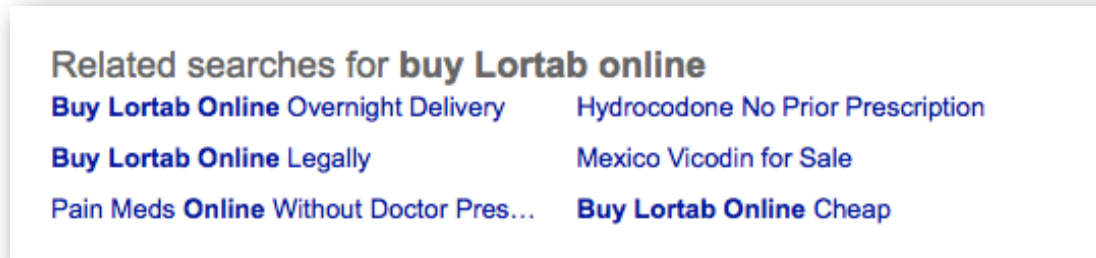 Related searches for buy Lortab online
Buy Lortab Online Overnight Delivery
Hydrocodone No Prior Prescription
Buy Lortab Online Legally
Mexico Vicodin for Sale
Pain Meds Online Without Doctor Pres...
Buy Lortab Online Cheap